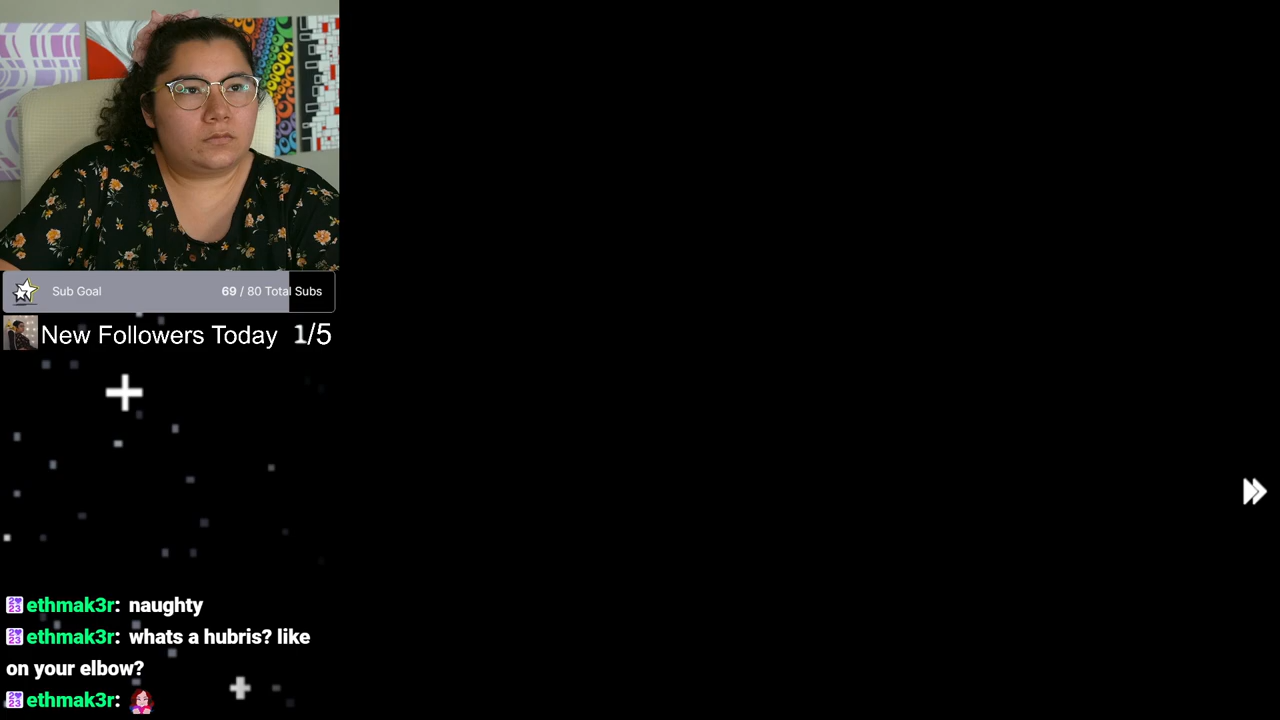 Sub Goal 69 / 80 Total Subs
New Followers Today 1/5
ethmak3r: naughty
ethmak3r: whats a hubris? like
on your elbow?
ethmak3r: